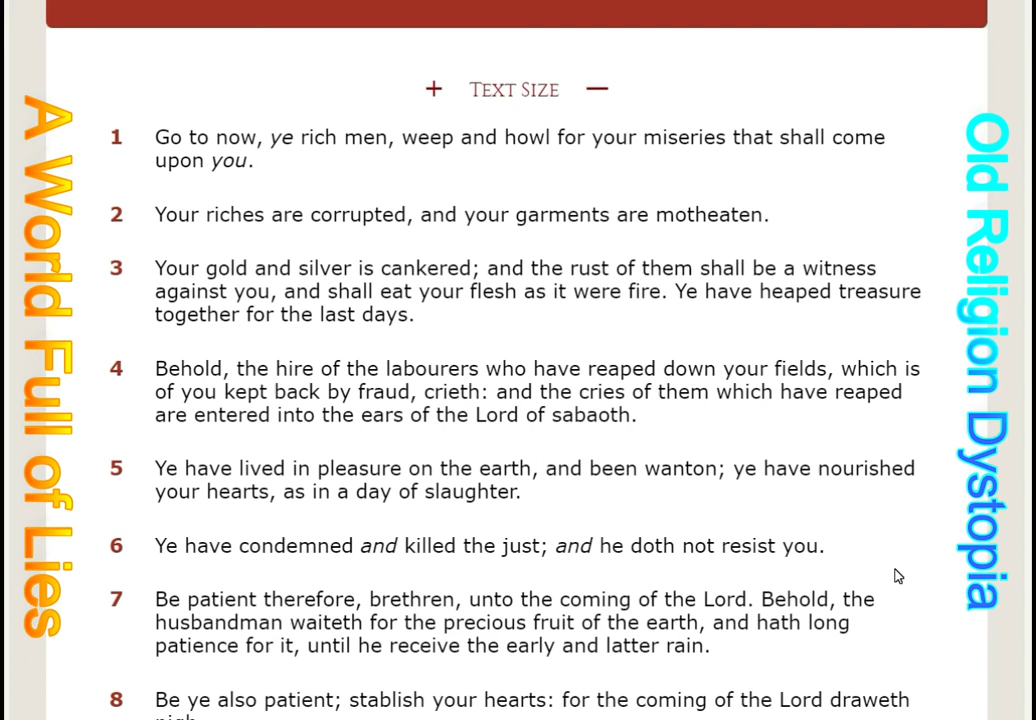 + TEXT SIZE —
A World Full of Lies
1 Go to now, ye rich men, weep and howl for your miseries that shall come
upon you.
2 Your riches are corrupted, and your garments are motheaten.
3 Your gold and silver is cankered; and the rust of them shall be a witness
against you, and shall eat your flesh as it were fire. Ye have heaped treasure
together for the last days.
4 Behold, the hire of the labourers who have reaped down your fields, which is
of you kept back by fraud, crieth: and the cries of them which have reaped
are entered into the ears of the Lord of sabaoth.
5 Ye have lived in pleasure on the earth, and been wanton; ye have nourished
your hearts, as in a day of slaughter.
6 Ye have condemned and killed the just; and he doth not resist you.
7 Be patient therefore, brethren, unto the coming of the Lord. Behold, the
husbandman waiteth for the precious fruit of the earth, and hath long
patience for it, until he receive the early and latter rain.
8 Be ye also patient; stablish your hearts: for the coming of the Lord draweth
Old Religion Dystopia